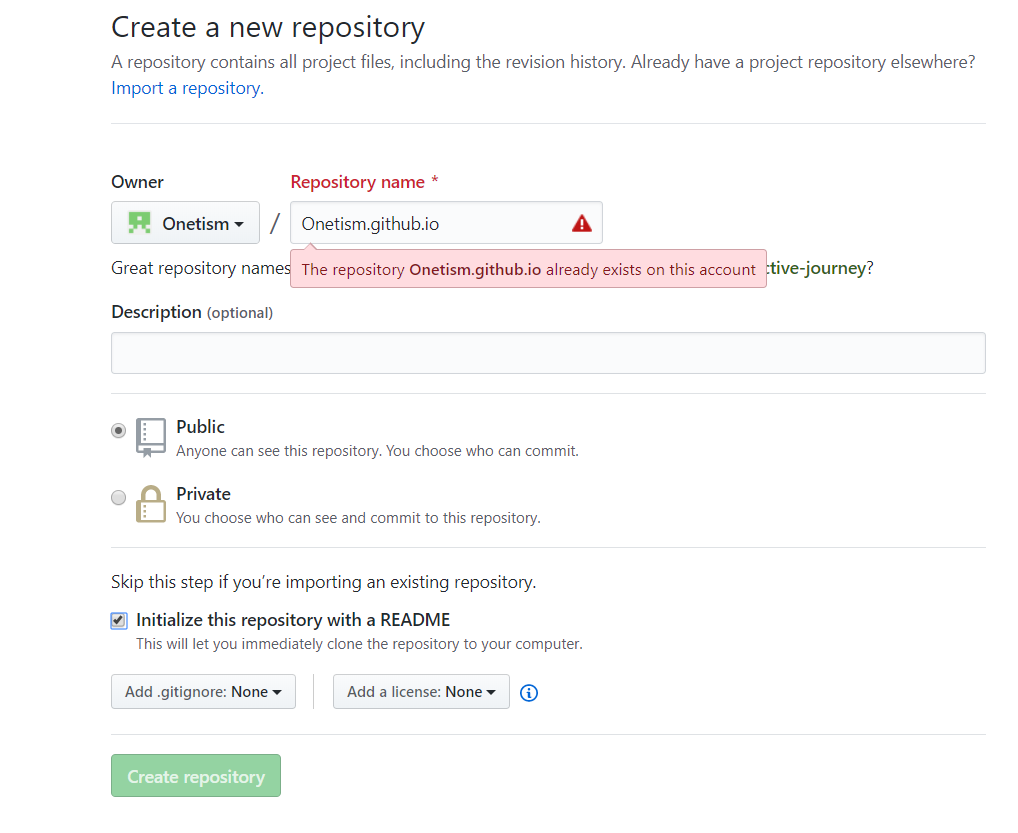 Create a new repository
A repository contains all project files, including the revision history. Already have a project repository elsewhere?
Import a repository.
Owner
Repository name *
Onetism
/
Onetism.github.io
The repository Onetism.github.io already exists on this account
Great repository names
tive-journey?
Description (optional)
Public
Anyone can see this repository. You choose who can commit.
Private
You choose who can see and commit to this repository.
Skip this step if you’re importing an existing repository.
Initialize this repository with a README
This will let you immediately clone the repository to your computer.
Add .gitignore: None
Add a license: None
Create repository